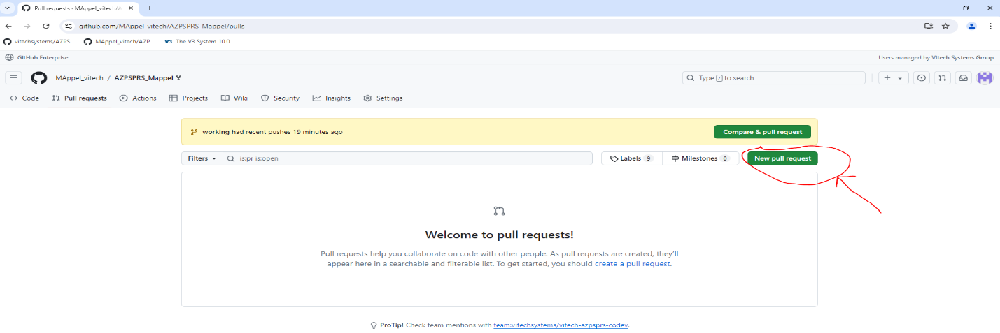 Pull requests · MAppel_vitech/A
github.com/MAppel_vitech/AZPSPRS_Mappel/pulls
vitechsystems/AZPS... MAppel_vitech/AZP... V3 The V3 System 10.0
GitHub Enterprise Users managed by Vitech Systems Group
MAppel_vitech / AZPSPRS_Mappel Type / to search
Code Pull requests Actions Projects Wiki Security Insights Settings
working had recent pushes 19 minutes ago Compare & pull request
Filters is:pr is:open Labels 9 Milestones 0 New pull request
Welcome to pull requests!
Pull requests help you collaborate on code with other people. As pull requests are created, they'll
appear here in a searchable and filterable list. To get started, you should create a pull request.
ProTip! Check team mentions with team:vitechsystems/vitech-azpsprs-codev.